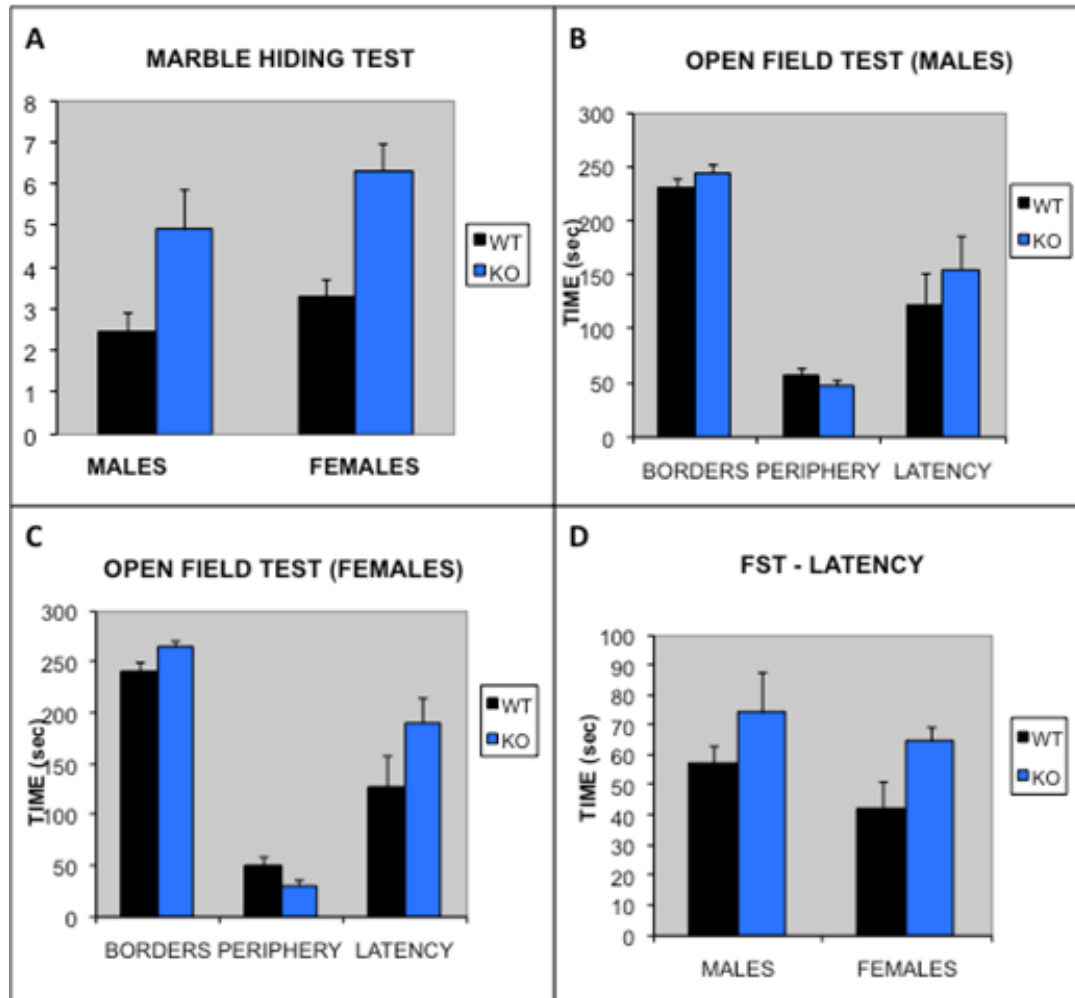 A
MARBLE HIDING TEST
8
7
6
5
4
3
2
1
0
MALES FEMALES
WT
KO
B
OPEN FIELD TEST (MALES)
TIME (sec)
300
250
200
150
100
50
0
BORDERS PERIPHERY LATENCY
WT
KO
C
OPEN FIELD TEST (FEMALES)
TIME (sec)
300
250
200
150
100
50
0
BORDERS PERIPHERY LATENCY
WT
KO
D
FST - LATENCY
TIME (sec)
100
90
80
70
60
50
40
30
20
10
0
MALES FEMALES
WT
KO